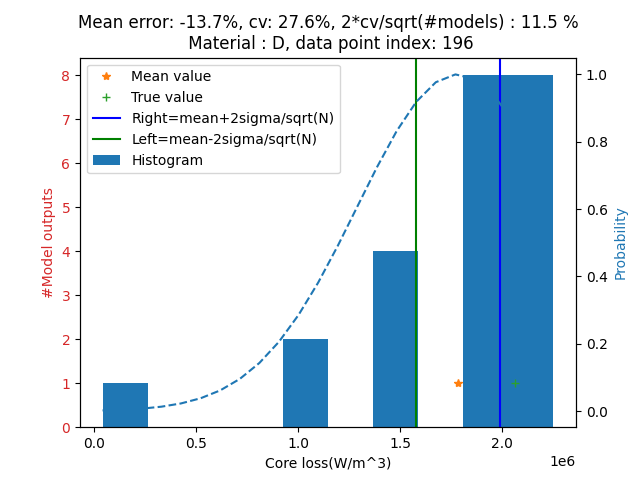 Mean error: -13.7%, cv: 27.6%, 2*cv/sqrt(#models) : 11.5 %
Material : D, data point index: 196
Mean value
True value
Right=mean+2sigma/sqrt(N)
Left=mean-2sigma/sqrt(N)
Histogram
#Model outputs
8
7
6
5
4
3
2
1
0
Probability
1.0
0.8
0.6
0.4
0.2
0.0
0.0 0.5 1.0 1.5 2.0
1e6
Core loss(W/m^3)